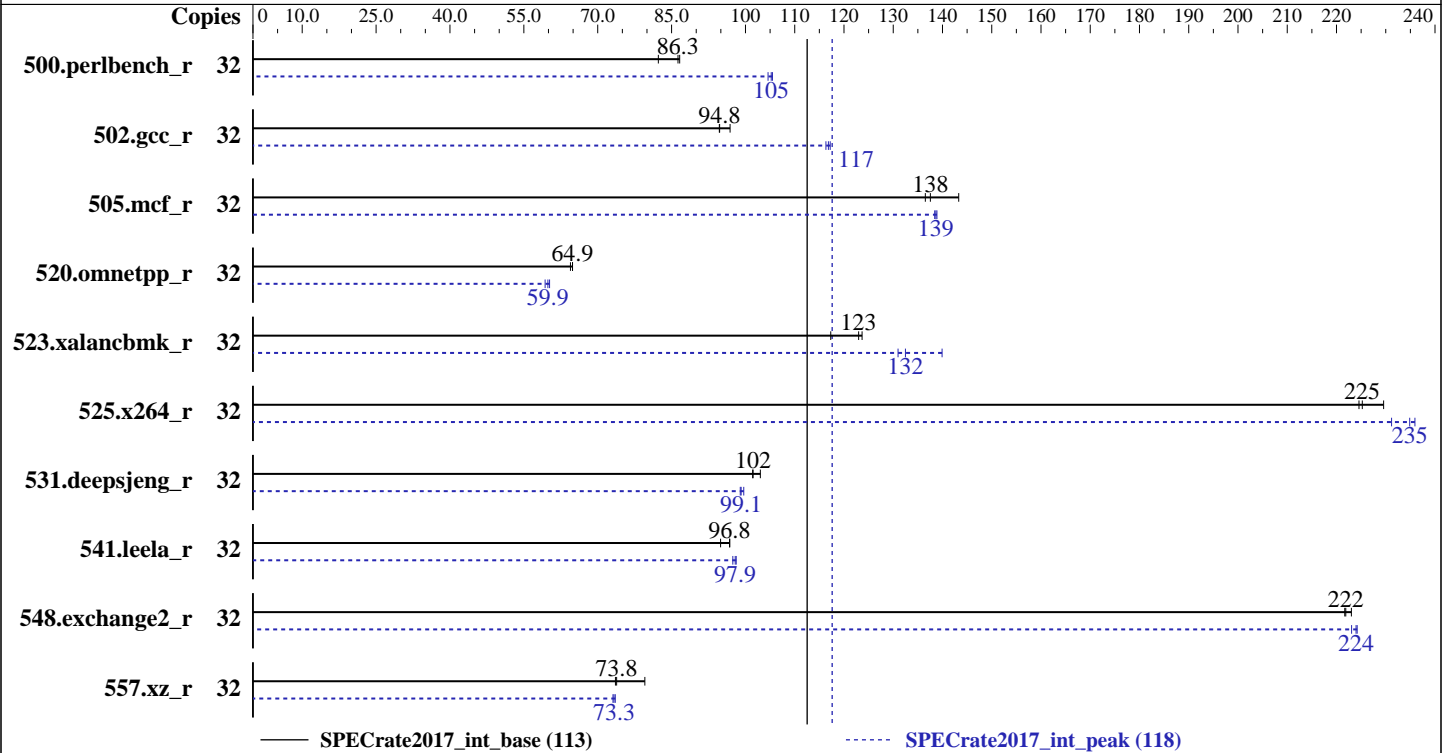 Copies 0 10.0 25.0 40.0 55.0 70.0 85.0 100 110 120 130 140 150 160 170 180 190 200 210 220 240
86.3
500.perlbench_r 32
105
94.8
502.gcc_r 32
117
138
505.mcf_r 32
139
64.9
520.omnetpp_r 32
59.9
123
523.xalancbmk_r 32
132
225
525.x264_r 32
235
102
531.deepsjeng_r 32
99.1
96.8
541.leela_r 32
97.9
222
548.exchange2_r 32
224
73.8
557.xz_r 32
73.3
SPECrate2017_int_base (113) SPECrate2017_int_peak (118)